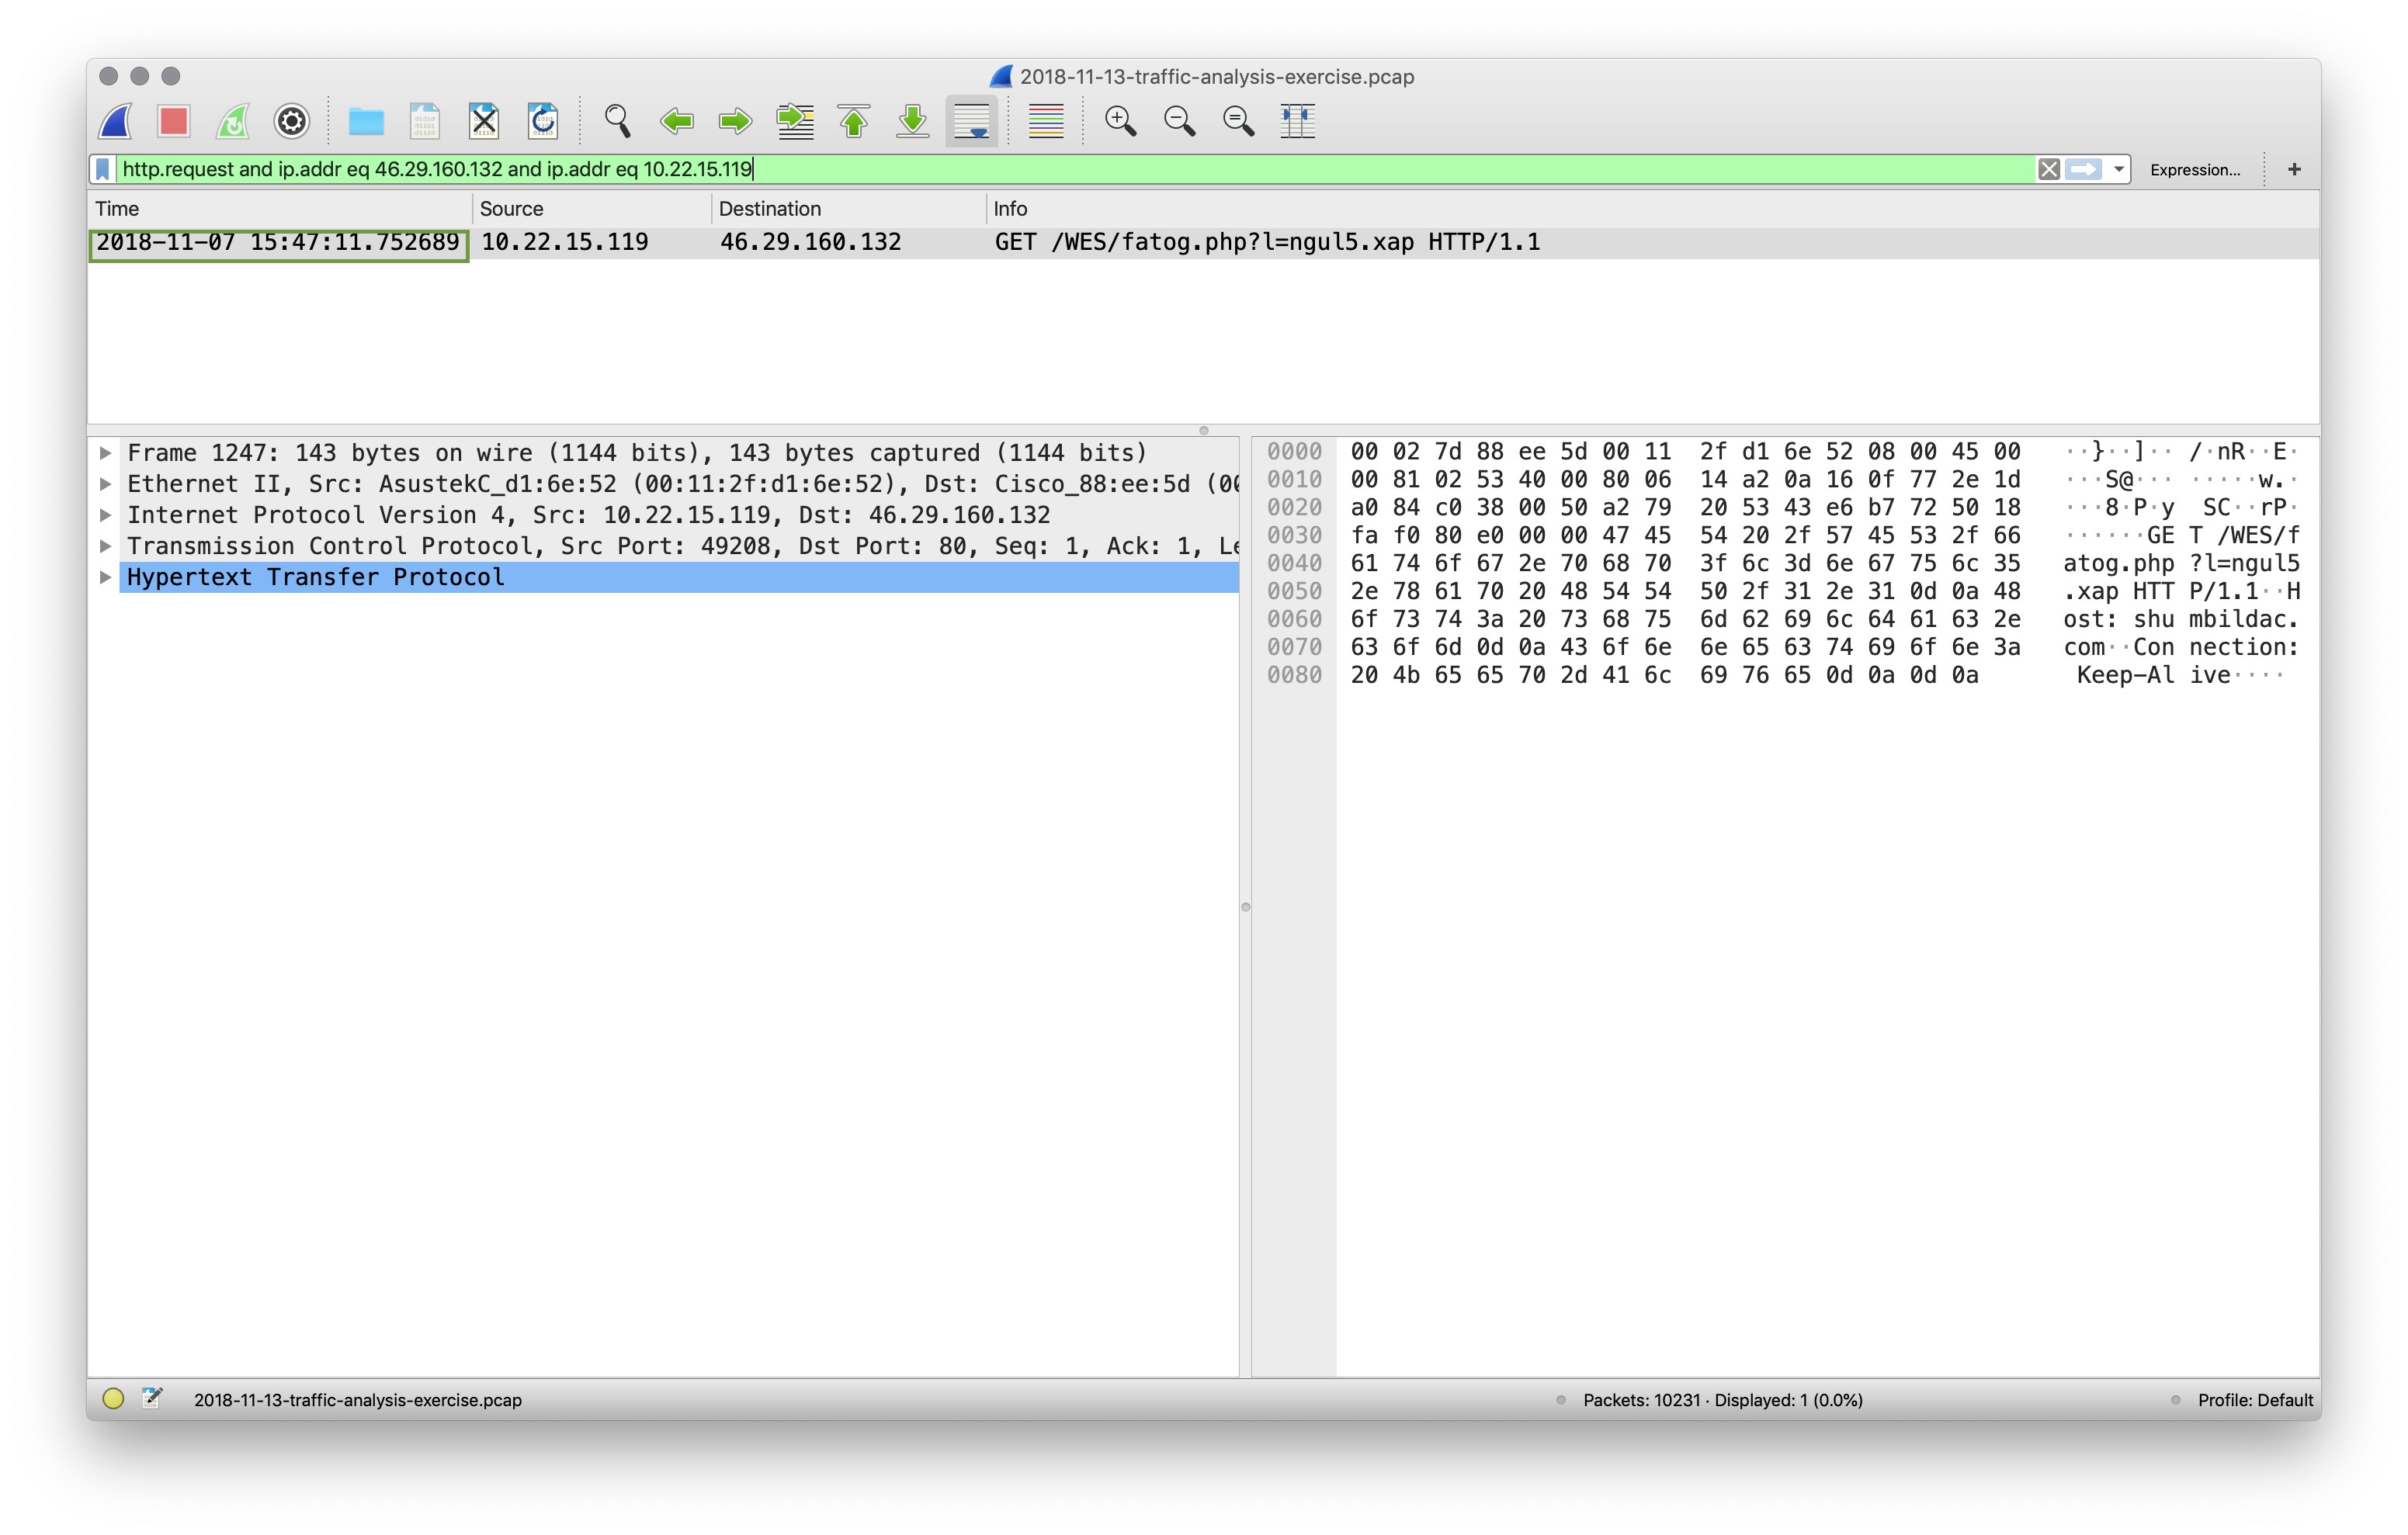 2018-11-13-traffic-analysis-exercise.pcap
http.request and ip.addr eq 46.29.160.132 and ip.addr eq 10.22.15.119
Expression... +
Time Source Destination Info
2018-11-07 15:47:11.752689 10.22.15.119 46.29.160.132 GET /WES/fatog.php?l=ngul5.xap HTTP/1.1
Frame 1247: 143 bytes on wire (1144 bits), 143 bytes captured (1144 bits)
Ethernet II, Src: AsustekC_d1:6e:52 (00:11:2f:d1:6e:52), Dst: Cisco_88:ee:5d (00
Internet Protocol Version 4, Src: 10.22.15.119, Dst: 46.29.160.132
Transmission Control Protocol, Src Port: 49208, Dst Port: 80, Seq: 1, Ack: 1, Le
Hypertext Transfer Protocol
0000 00 02 7d 88 ee 5d 00 11 2f d1 6e 52 08 00 45 00 ··}··]·· /·nR··E·
0010 00 81 02 53 40 00 80 06 14 a2 0a 16 0f 77 2e 1d ···S@··· ·····w.·
0020 a0 84 c0 38 00 50 a2 79 20 53 43 e6 b7 72 50 18 ···8·P·y SC··rP·
0030 fa f0 80 e0 00 00 47 45 54 20 2f 57 45 53 2f 66 ······GE T /WES/f
0040 61 74 6f 67 2e 70 68 70 3f 6c 3d 6e 67 75 6c 35 atog.php ?l=ngul5
0050 2e 78 61 70 20 48 54 54 50 2f 31 2e 31 0d 0a 48 .xap HTT P/1.1··H
0060 6f 73 74 3a 20 73 68 75 6d 62 69 6c 64 61 63 2e ost: shu mbildac.
0070 63 6f 6d 0d 0a 43 6f 6e 6e 65 63 74 69 6f 6e 3a com··Con nection:
0080 20 4b 65 65 70 2d 41 6c 69 76 65 0d 0a 0d 0a Keep-Al ive····
2018-11-13-traffic-analysis-exercise.pcap
Packets: 10231 · Displayed: 1 (0.0%)
Profile: Default